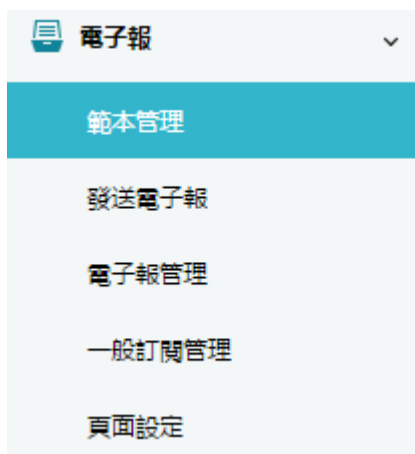 電子報
範本管理
發送電子報
電子報管理
一般訂閱管理
頁面設定